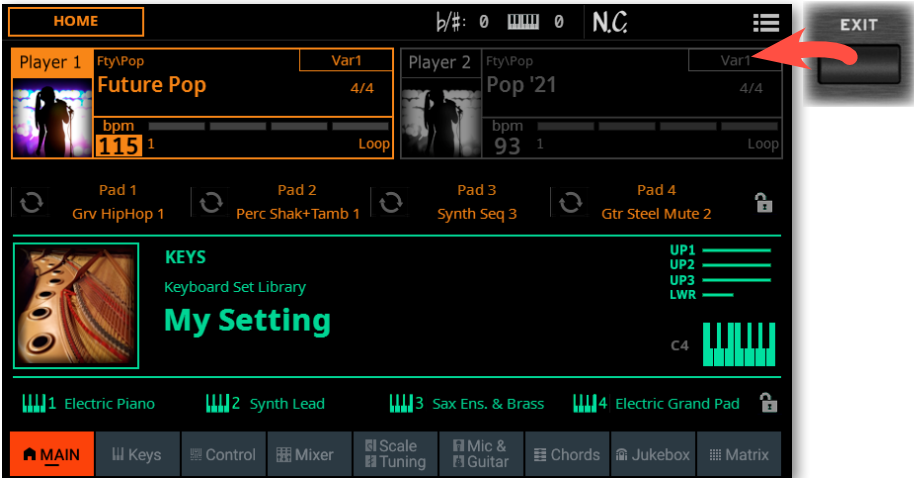 HOME
b/#: 0 0 N.C.
EXIT
Player 1 Fty\Pop Var1
Future Pop 4/4
bpm
115 1 Loop
Player 2 Fty\Pop Var1
Pop '21 4/4
bpm
93 1 Loop
Pad 1
Grv HipHop 1
Pad 2
Perc Shak+Tamb 1
Pad 3
Synth Seq 3
Pad 4
Gtr Steel Mute 2
KEYS
Keyboard Set Library
My Setting
UP1
UP2
UP3
LWR
C4
1 Electric Piano
2 Synth Lead
3 Sax Ens. & Brass
4 Electric Grand Pad
MAIN
Keys
Control
Mixer
Scale
Tuning
Mic &
Guitar
Chords
Jukebox
Matrix